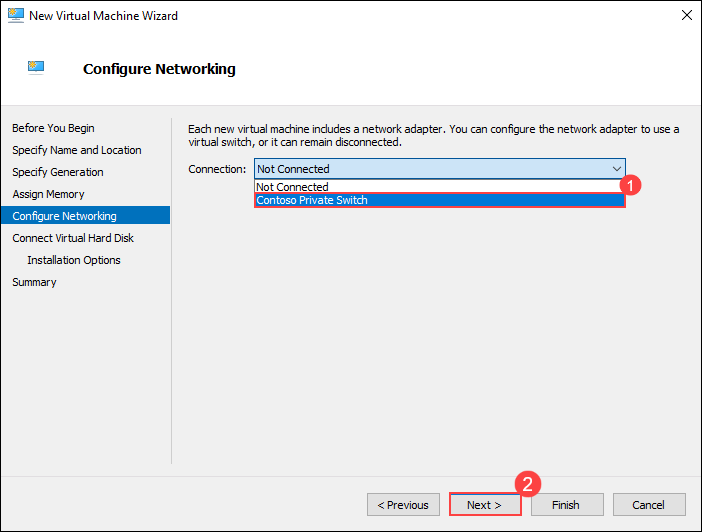 New Virtual Machine Wizard
Configure Networking
Before You Begin
Specify Name and Location
Specify Generation
Assign Memory
Configure Networking
Connect Virtual Hard Disk
Installation Options
Summary
Each new virtual machine includes a network adapter. You can configure the network adapter to use a
virtual switch, or it can remain disconnected.
Connection: Not Connected
Not Connected
1
Contoso Private Switch
2
< Previous Next > Finish Cancel